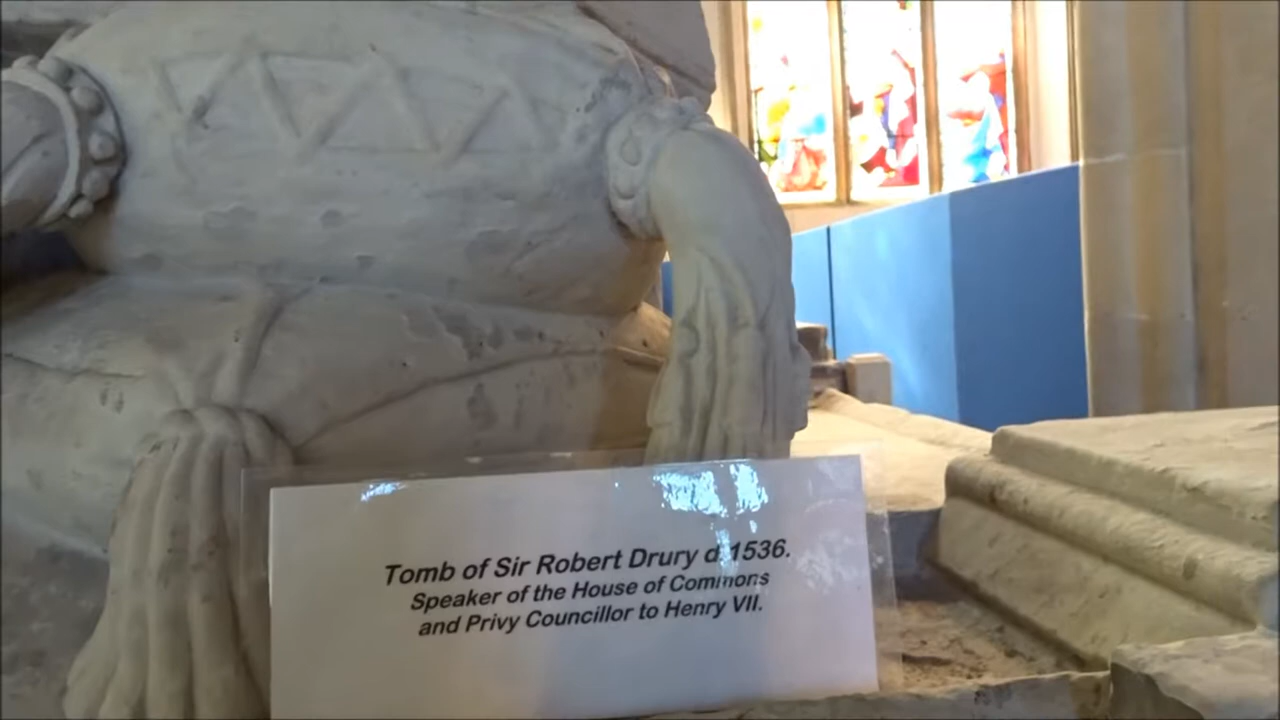 Tomb of Sir Robert Drury d.1536.
Speaker of the House of Commons
and Privy Councillor to Henry VII.